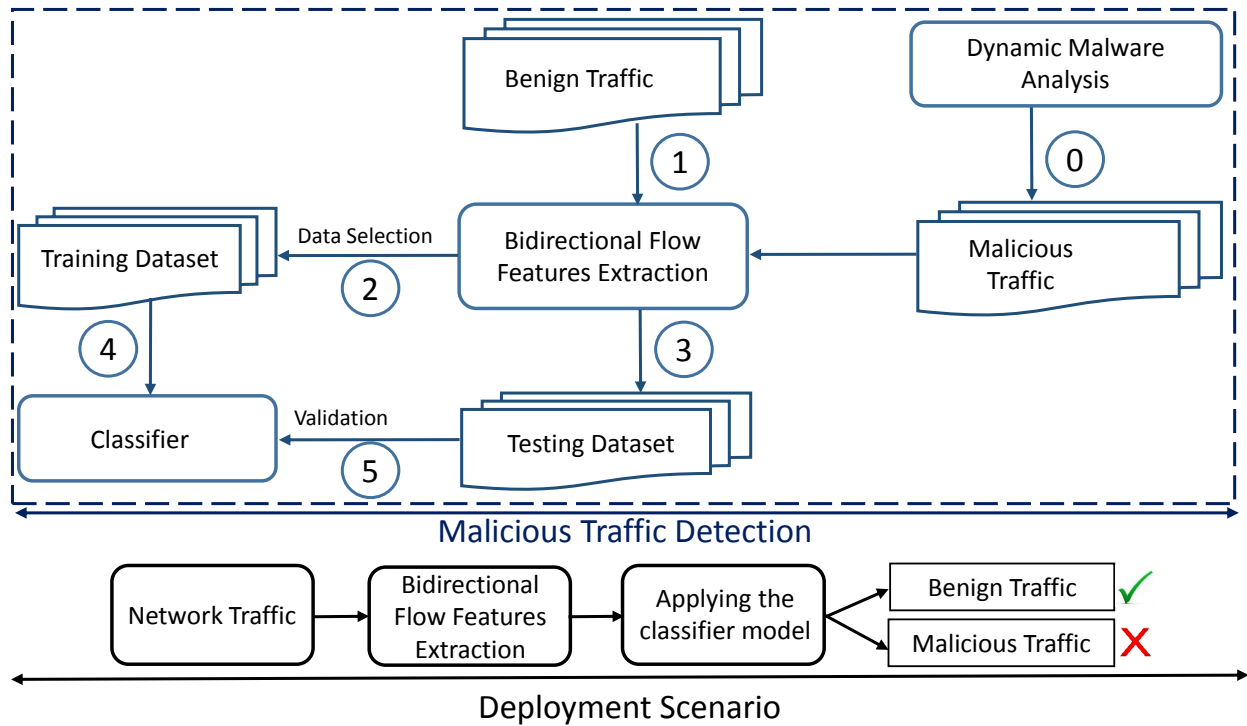 Benign Traffic
Dynamic Malware
Analysis
1
0
Training Dataset
Data Selection
2
Bidirectional Flow
Features Extraction
Malicious
Traffic
4
3
Classifier
Validation
5
Testing Dataset
Malicious Traffic Detection
Network Traffic
Bidirectional
Flow Features
Extraction
Applying the
classifier model
Benign Traffic
Malicious Traffic
Deployment Scenario